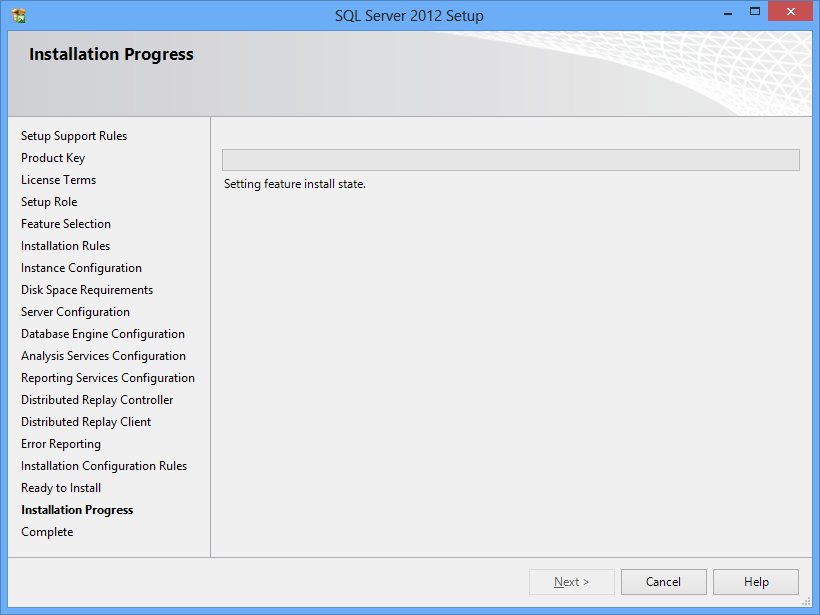 SQL Server 2012 Setup
Installation Progress
Setup Support Rules
Product Key
License Terms
Setup Role
Feature Selection
Installation Rules
Instance Configuration
Disk Space Requirements
Server Configuration
Database Engine Configuration
Analysis Services Configuration
Reporting Services Configuration
Distributed Replay Controller
Distributed Replay Client
Error Reporting
Installation Configuration Rules
Ready to Install
Installation Progress
Complete
Setting feature install state.
Next >
Cancel
Help